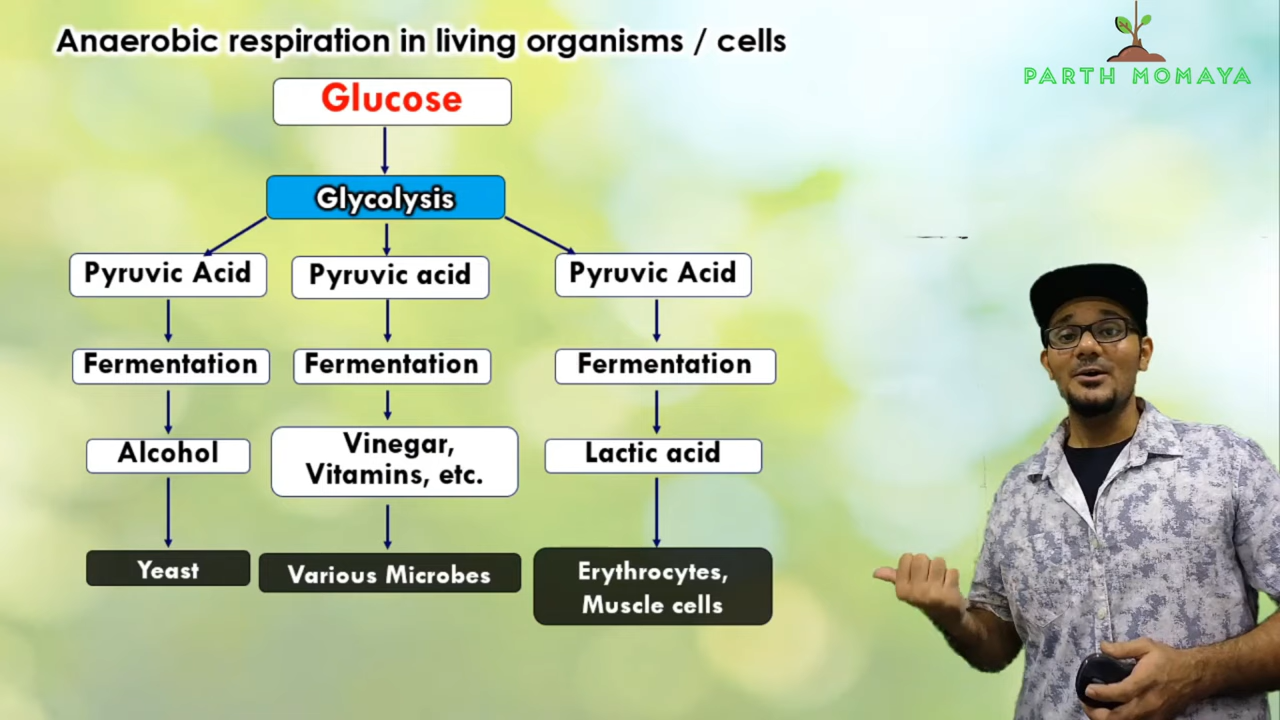 Anaerobic respiration in living organisms / cells
PARTH MOMAYA
Glucose
Glycolysis
Pyruvic Acid
Pyruvic acid
Pyruvic Acid
Fermentation
Fermentation
Fermentation
Alcohol
Vinegar,
Vitamins, etc.
Lactic acid
Yeast
Various Microbes
Erythrocytes,
Muscle cells